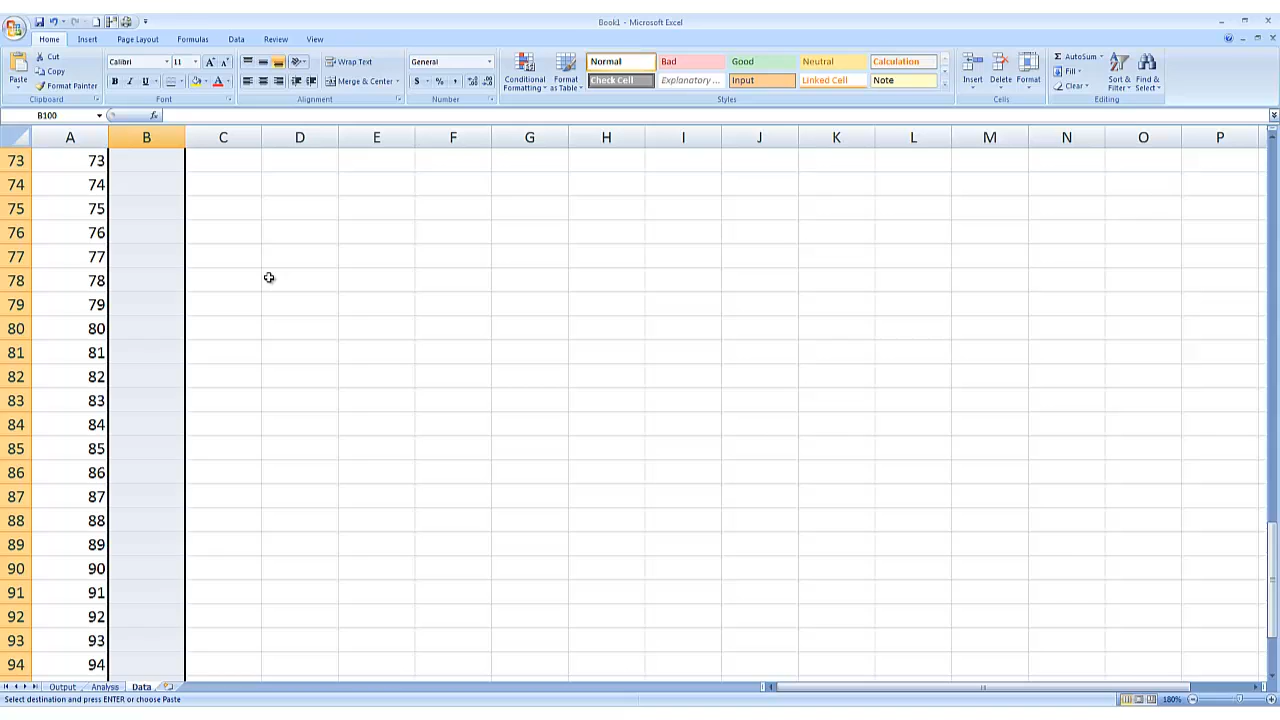 Book1 - Microsoft Excel
Home Insert Page Layout Formulas Data Review View
Paste
Cut
Copy
Format Painter
Clipboard
Calibri 11
B I U
Font
Wrap Text
Merge & Center
Alignment
General
$ % ,
Number
Conditional Formatting
Format as Table
Normal Bad Good Neutral Calculation
Check Cell Explanatory ... Input Linked Cell Note
Styles
Insert Delete Format
Cells
Σ AutoSum
Fill
Clear
Sort & Filter
Find & Select
Editing
B100 fx
A B C D E F G H I J K L M N O P
73 73
74 74
75 75
76 76
77 77
78 78
79 79
80 80
81 81
82 82
83 83
84 84
85 85
86 86
87 87
88 88
89 89
90 90
91 91
92 92
93 93
94 94
Output Analysis Data
Select destination and press ENTER or choose Paste
180%